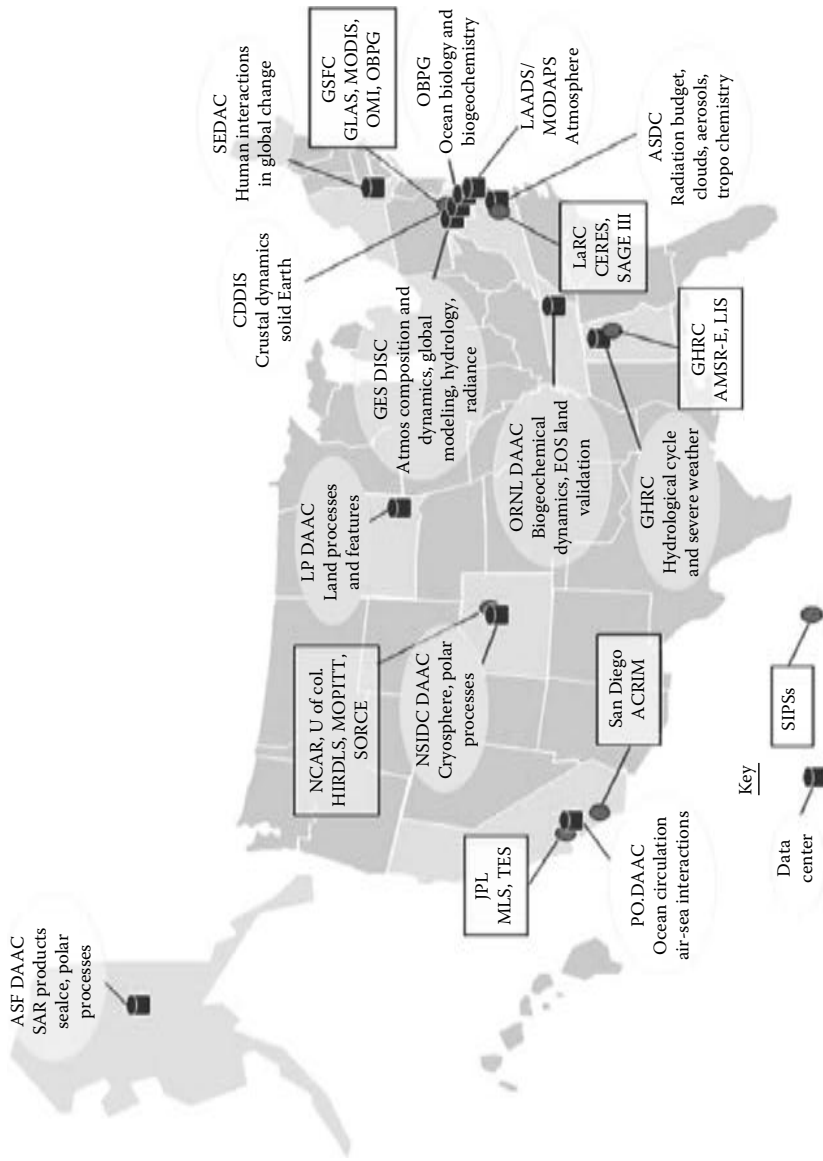 ASF DAAC
SAR products
sealce, polar
processes
SEDAC
Human interactions
in global change
CDDIS
Crustal dynamics
solid Earth
GSFC
GLAS, MODIS,
OMI, OBPG
OBPG
Ocean biology and
biogeochemistry
LAADS/
MODAPS
Atmosphere
ASDC
Radiation budget,
clouds, aerosols,
tropo chemistry
GES DISC
Atmos composition and
dynamics, global
modeling, hydrology,
radiance
LP DAAC
Land processes
and features
NCAR, U of col.
HIRDLS, MOPITT,
SORCE
NSIDC DAAC
Cryosphere, polar
processes
LaRC
CERES,
SAGE III
ORNL DAAC
Biogeochemical
dynamics, EOS land
validation
GHRC
Hydrological cycle
and severe weather
GHRC
AMSR-E, LIS
JPL
MLS, TES
PO.DAAC
Ocean circulation
air-sea interactions
San Diego
ACRIM
Key
Data
center
SIPSs